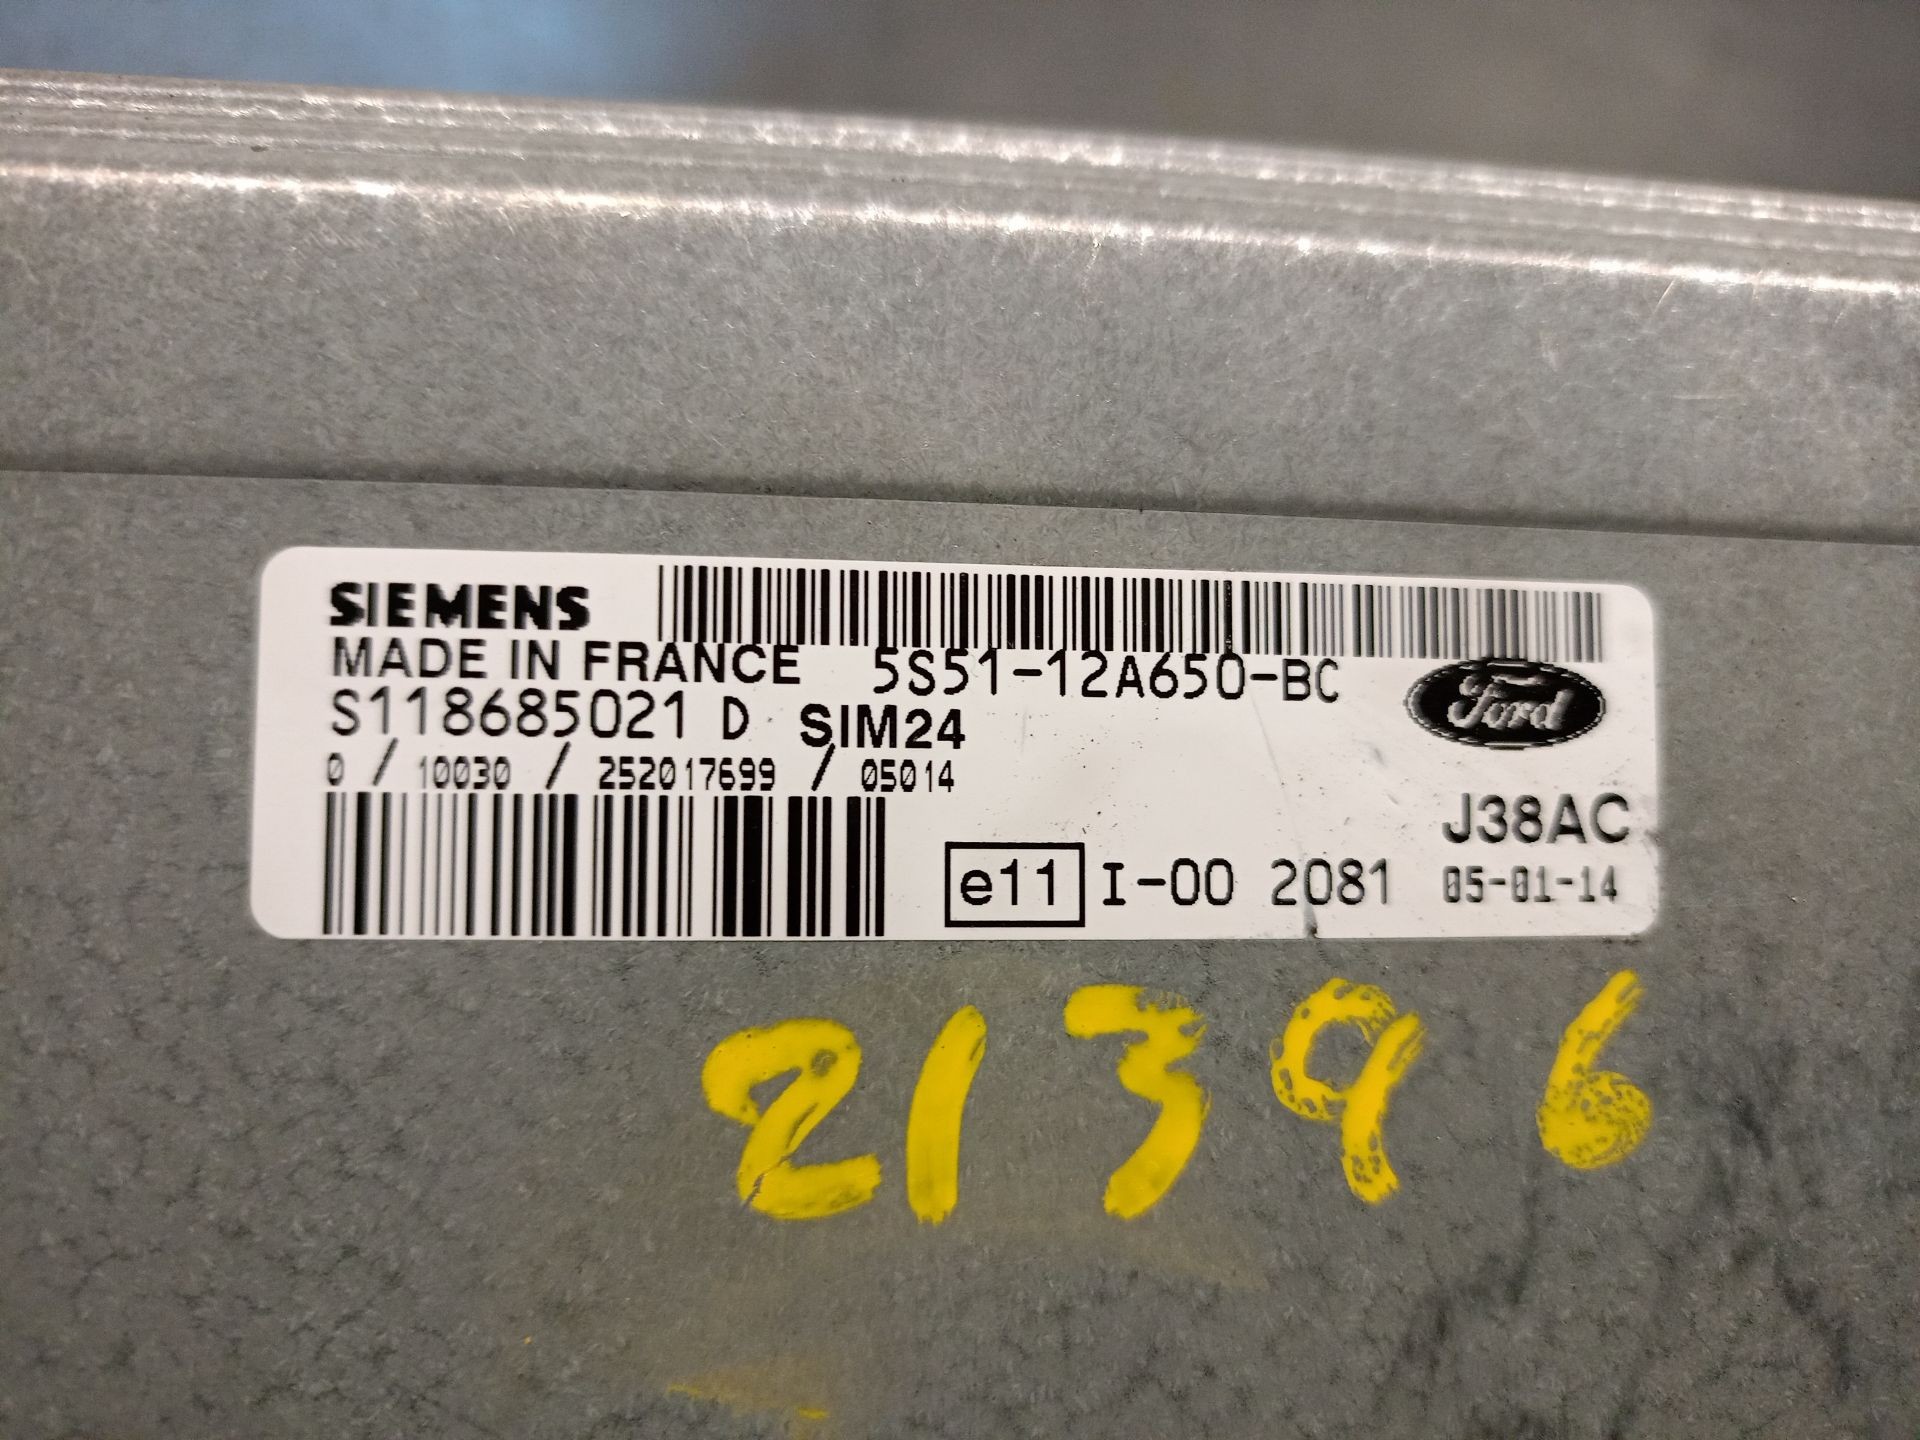 SIEMENS
MADE IN FRANCE 5S51-12A650-BC
Ford
S118685021 D SIM24
0 / 10030 / 252017699 / 05014
J38AC
e11 I-00 2081 05-01-14
21396